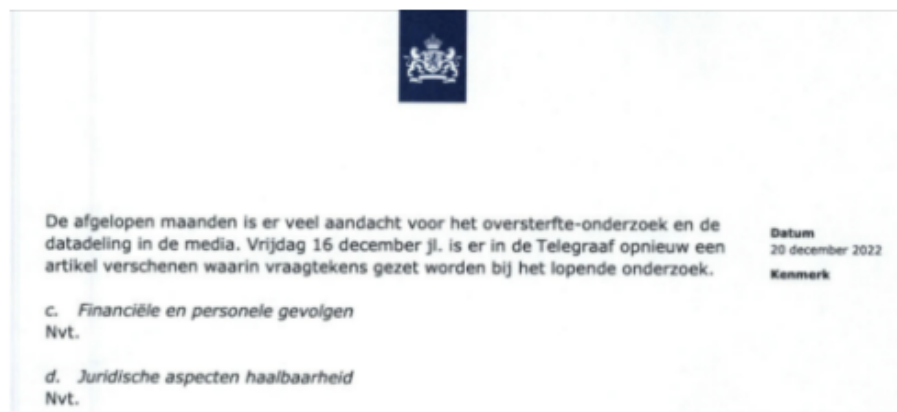 De afgelopen maanden is er veel aandacht voor het oversterfte-onderzoek en de
datadeling in de media. Vrijdag 16 december jl. is er in de Telegraaf opnieuw een
artikel verschenen waarin vraagtekens gezet worden bij het lopende onderzoek.
Datum
20 december 2022
Kenmerk
c. Financiële en personele gevolgen
Nvt.
d. Juridische aspecten haalbaarheid
Nvt.